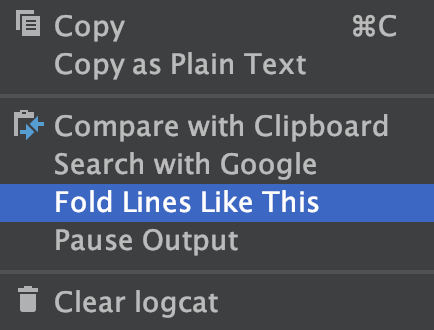 Copy ⌘C
Copy as Plain Text
Compare with Clipboard
Search with Google
Fold Lines Like This
Pause Output
Clear logcat